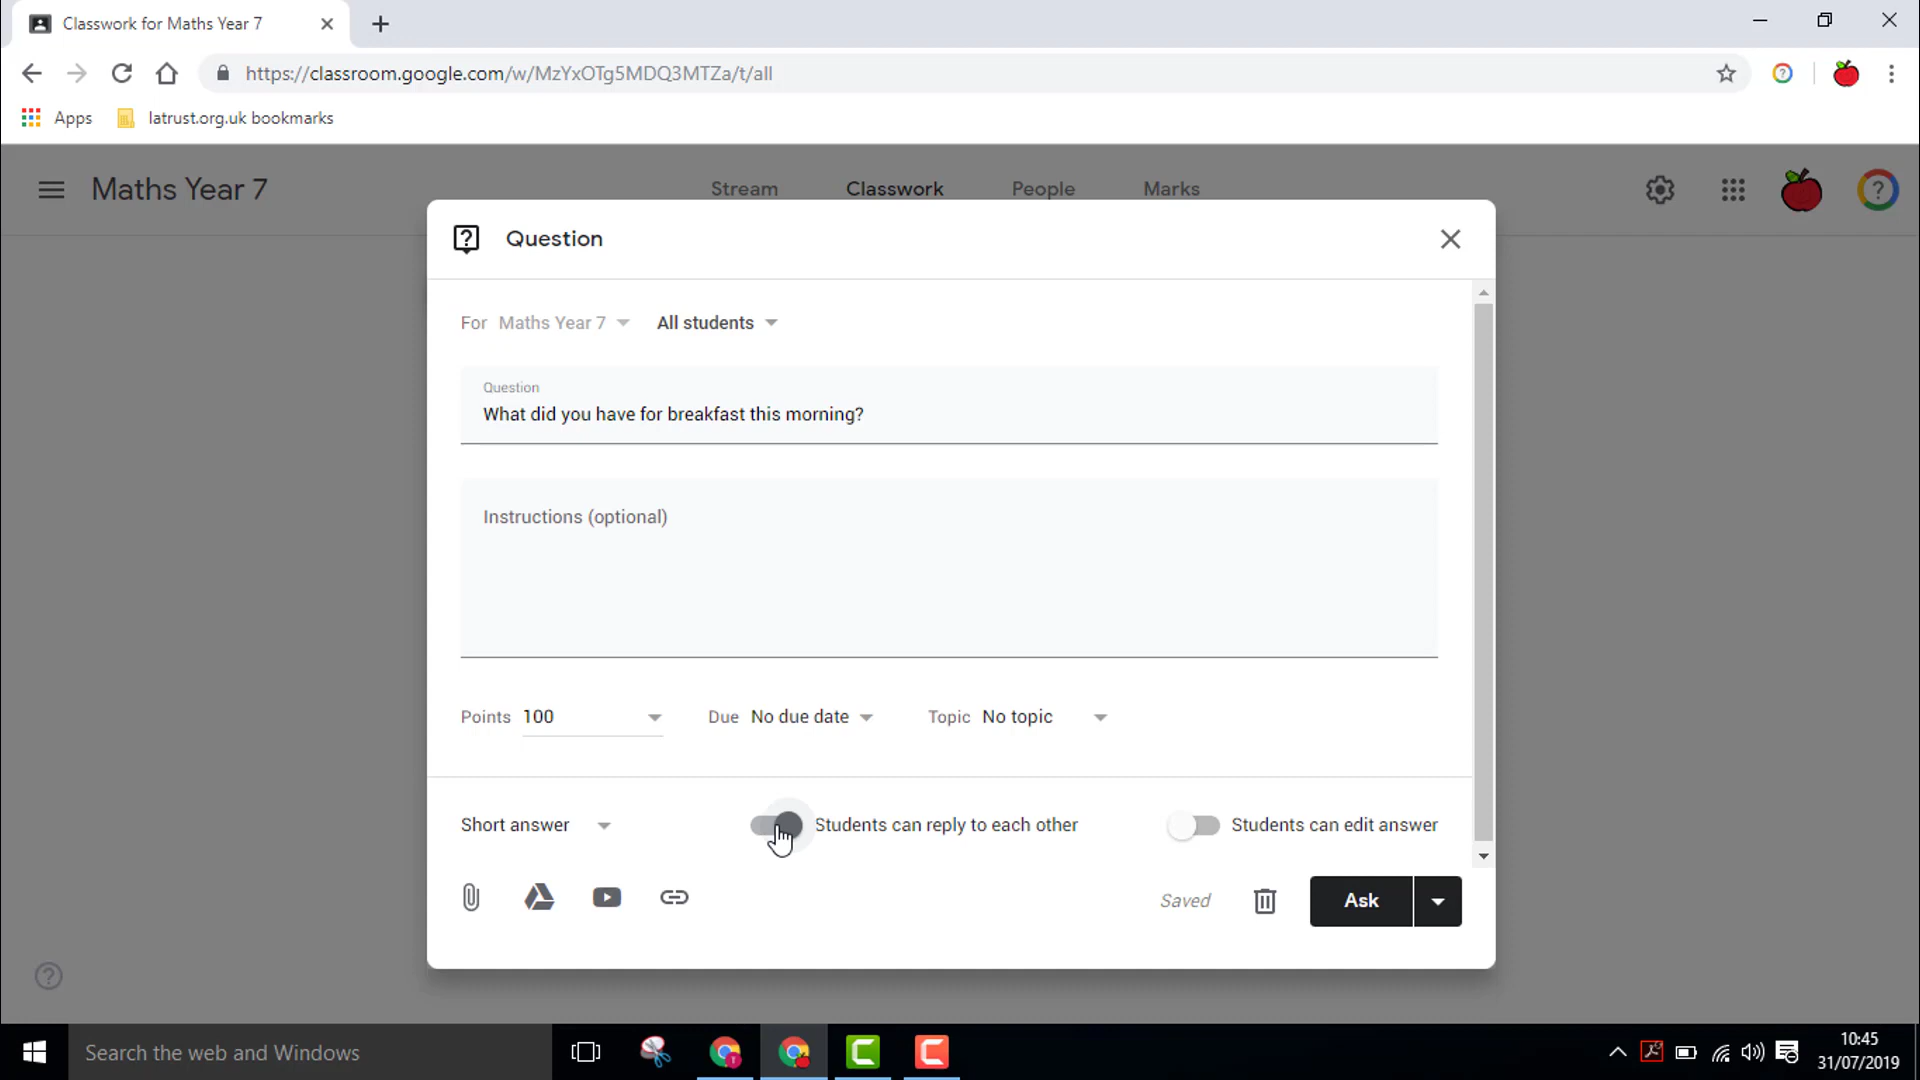 Classwork for Maths Year 7
https://classroom.google.com/w/MzYxOTg5MDQ3MTZa/t/all
Apps
latrust.org.uk bookmarks
Maths Year 7
Stream
Classwork
People
Marks
Question
For Maths Year 7
All students
Question
What did you have for breakfast this morning?
Instructions (optional)
Points 100
Due No due date
Topic No topic
Short answer
Students can reply to each other
Students can edit answer
Saved
Ask
Search the web and Windows
10:45
31/07/2019